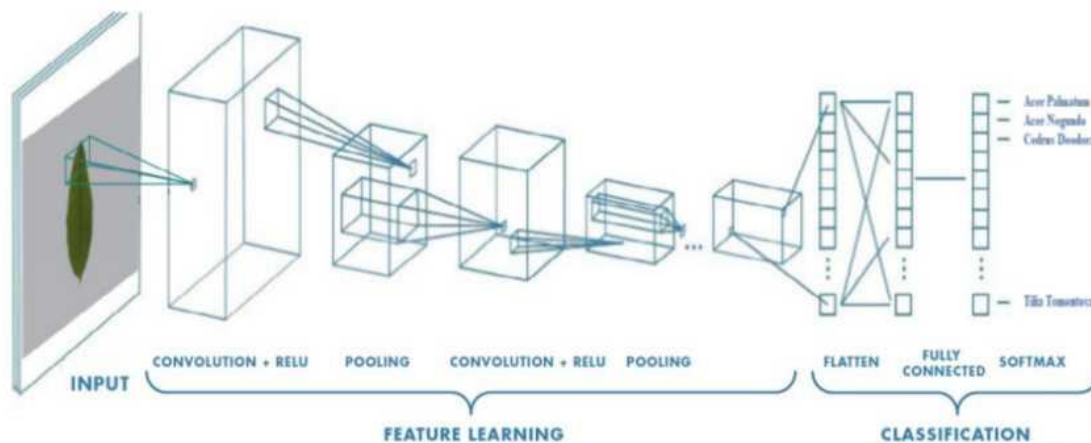 Acer Palmatum
Acer Negundo
Cedrus Deodora
Tilia Tomentosa
CONVOLUTION + RELU
POOLING
CONVOLUTION + RELU
POOLING
FLATTEN
FULLY
CONNECTED
SOFTMAX
INPUT
FEATURE LEARNING
CLASSIFICATION